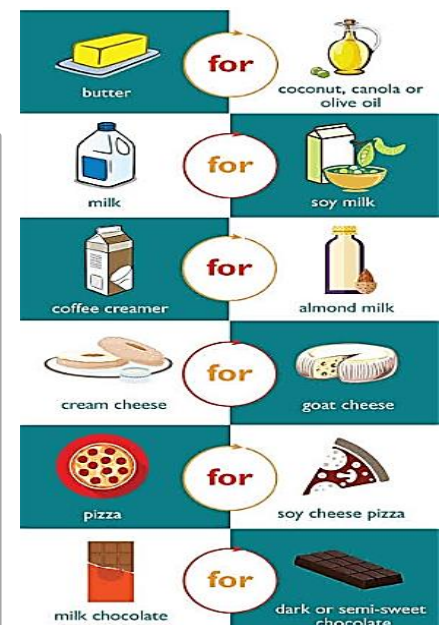 for
butter
coconut, canola or
olive oil
for
milk
soy milk
for
coffee creamer
almond milk
for
cream cheese
goat cheese
for
pizza
soy cheese pizza
for
milk chocolate
dark or semi-sweet
chocolate